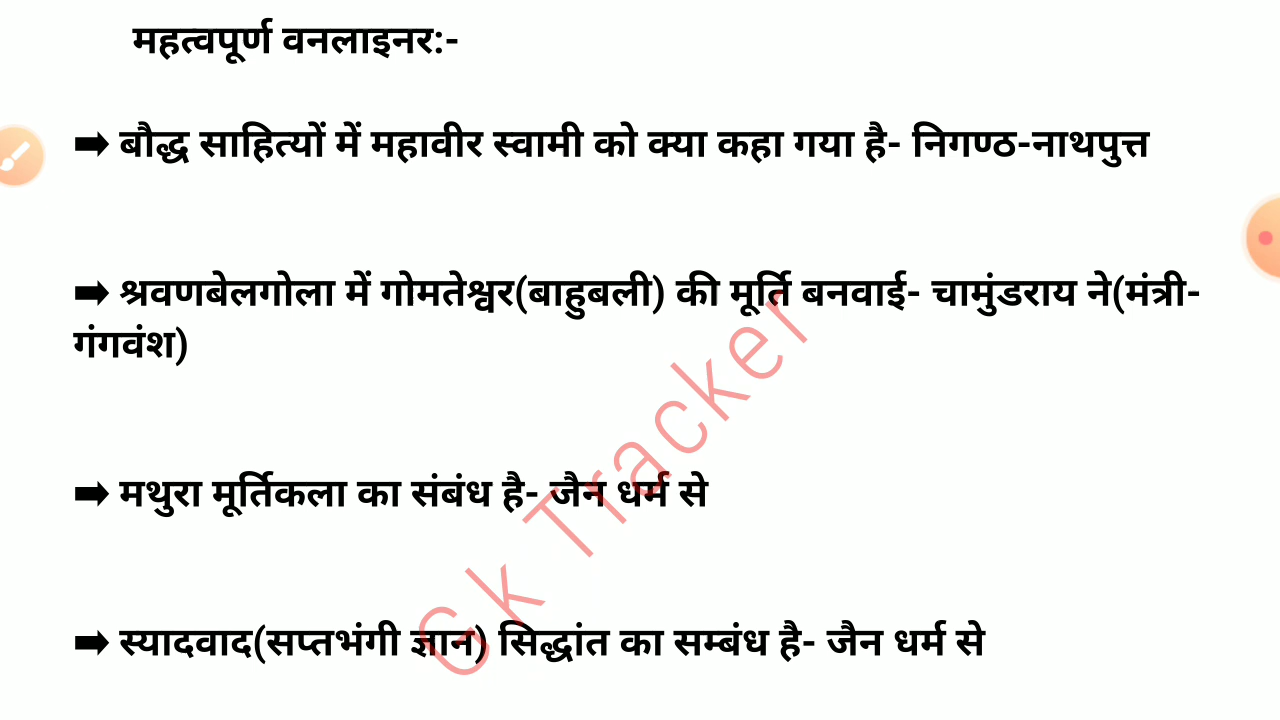 महत्वपूर्ण वनलाइनर:-
➡ बौद्ध साहित्यों में महावीर स्वामी को क्या कहा गया है- निगण्ठ-नाथपुत्त
➡ श्रवणबेलगोला में गोमतेश्वर(बाहुबली) की मूर्ति बनवाई- चामुंडराय ने(मंत्री-
गंगवंश)
➡ मथुरा मूर्तिकला का संबंध है- जैन धर्म से
➡ स्यादवाद(सप्तभंगी ज्ञान) सिद्धांत का सम्बंध है- जैन धर्म से
Gk Tracker